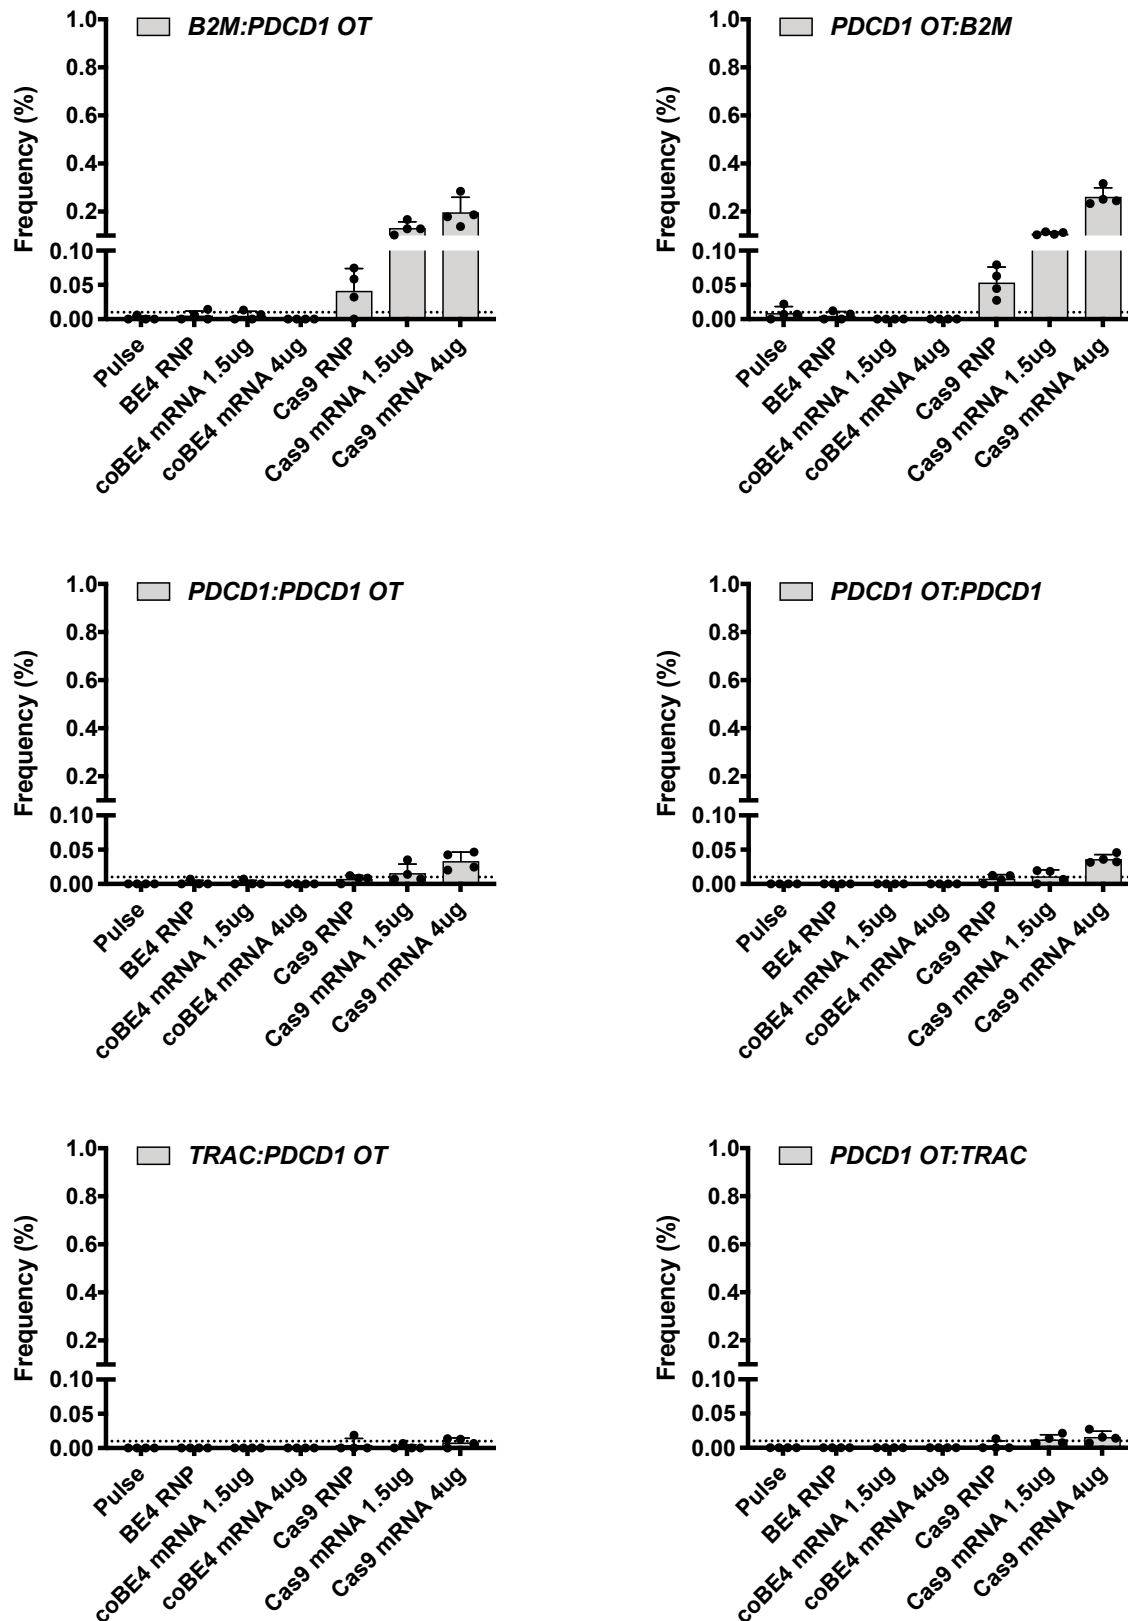 B2M:PDCD1 OT
Frequency (%)
1.0
0.8
0.6
0.4
0.2
0.10
0.05
0.00
Pulse
BE4 RNP
coBE4 mRNA 1.5ug
coBE4 mRNA 4ug
Cas9 RNP
Cas9 mRNA 1.5ug
Cas9 mRNA 4ug
PDCD1 OT:B2M
Frequency (%)
1.0
0.8
0.6
0.4
0.2
0.10
0.05
0.00
Pulse
BE4 RNP
coBE4 mRNA 1.5ug
coBE4 mRNA 4ug
Cas9 RNP
Cas9 mRNA 1.5ug
Cas9 mRNA 4ug
PDCD1:PDCD1 OT
Frequency (%)
1.0
0.8
0.6
0.4
0.2
0.10
0.05
0.00
Pulse
BE4 RNP
coBE4 mRNA 1.5ug
coBE4 mRNA 4ug
Cas9 RNP
Cas9 mRNA 1.5ug
Cas9 mRNA 4ug
PDCD1 OT:PDCD1
Frequency (%)
1.0
0.8
0.6
0.4
0.2
0.10
0.05
0.00
Pulse
BE4 RNP
coBE4 mRNA 1.5ug
coBE4 mRNA 4ug
Cas9 RNP
Cas9 mRNA 1.5ug
Cas9 mRNA 4ug
TRAC:PDCD1 OT
Frequency (%)
1.0
0.8
0.6
0.4
0.2
0.10
0.05
0.00
Pulse
BE4 RNP
coBE4 mRNA 1.5ug
coBE4 mRNA 4ug
Cas9 RNP
Cas9 mRNA 1.5ug
Cas9 mRNA 4ug
PDCD1 OT:TRAC
Frequency (%)
1.0
0.8
0.6
0.4
0.2
0.10
0.05
0.00
Pulse
BE4 RNP
coBE4 mRNA 1.5ug
coBE4 mRNA 4ug
Cas9 RNP
Cas9 mRNA 1.5ug
Cas9 mRNA 4ug